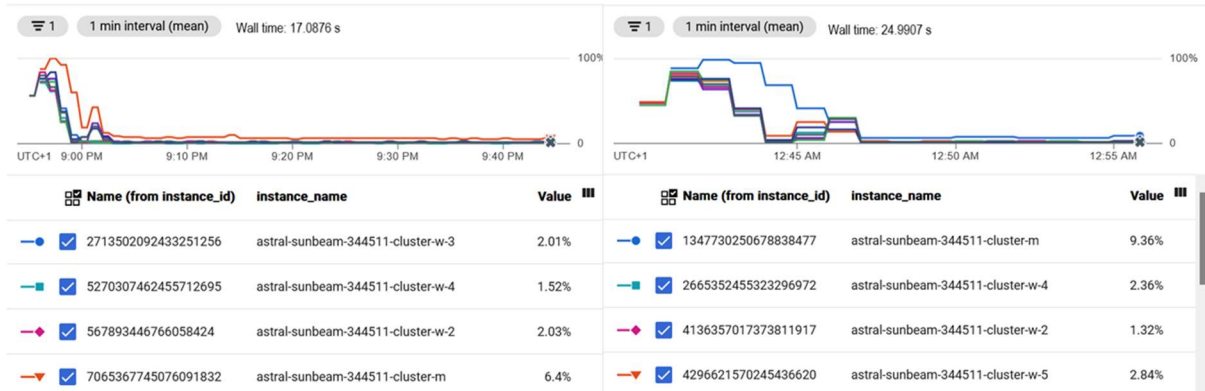 1
1 min interval (mean)
Wall time: 17.0876 s
100%
UTC+1
9:00 PM
9:10 PM
9:20 PM
9:30 PM
9:40 PM
0
Name (from instance_id) instance_name Value
2713502092433251256 astral-sunbeam-344511-cluster-w-3 2.01%
5270307462455712695 astral-sunbeam-344511-cluster-w-4 1.52%
567893446766058424 astral-sunbeam-344511-cluster-w-2 2.03%
7065367745076091832 astral-sunbeam-344511-cluster-m 6.4%
1
1 min interval (mean)
Wall time: 24.9907 s
100%
UTC+1
12:45 AM
12:50 AM
12:55 AM
0
Name (from instance_id) instance_name Value
1347730250678838477 astral-sunbeam-344511-cluster-m 9.36%
2665352455323296972 astral-sunbeam-344511-cluster-w-4 2.36%
4136357017373811917 astral-sunbeam-344511-cluster-w-2 1.32%
4296621570245436620 astral-sunbeam-344511-cluster-w-5 2.84%